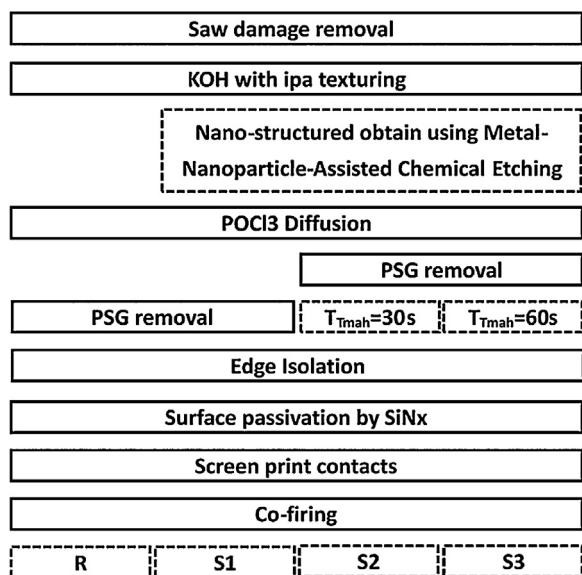 Saw damage removal
KOH with ipa texturing
Nano-structured obtain using Metal-
Nanoparticle-Assisted Chemical Etching
POCl3 Diffusion
PSG removal
PSG removal
T_Tmah=30s
T_Tmah=60s
Edge Isolation
Surface passivation by SiNx
Screen print contacts
Co-firing
R
S1
S2
S3